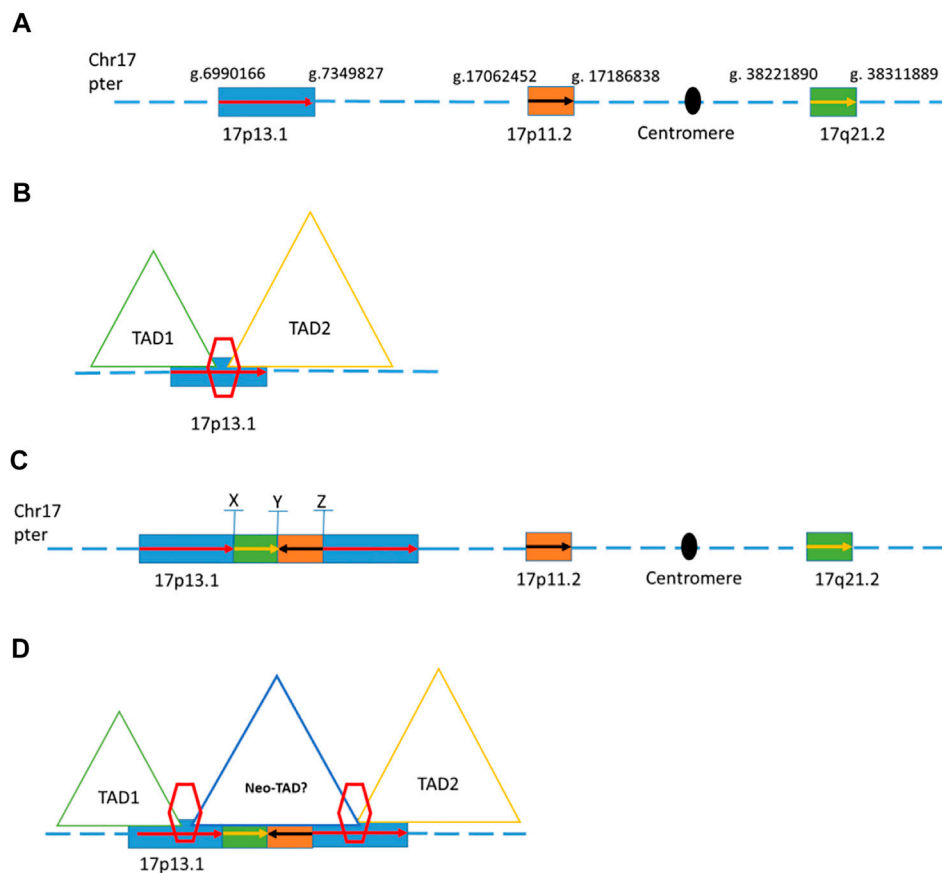 A
Chr17
pter
g.6990166 g.7349827 g.17062452 g. 17186838 g. 38221890 g. 38311889
17p13.1 17p11.2 Centromere 17q21.2
B
TAD1 TAD2
17p13.1
C
Chr17
pter
X Y Z
17p13.1 17p11.2 Centromere 17q21.2
D
TAD1 Neo-TAD? TAD2
17p13.1